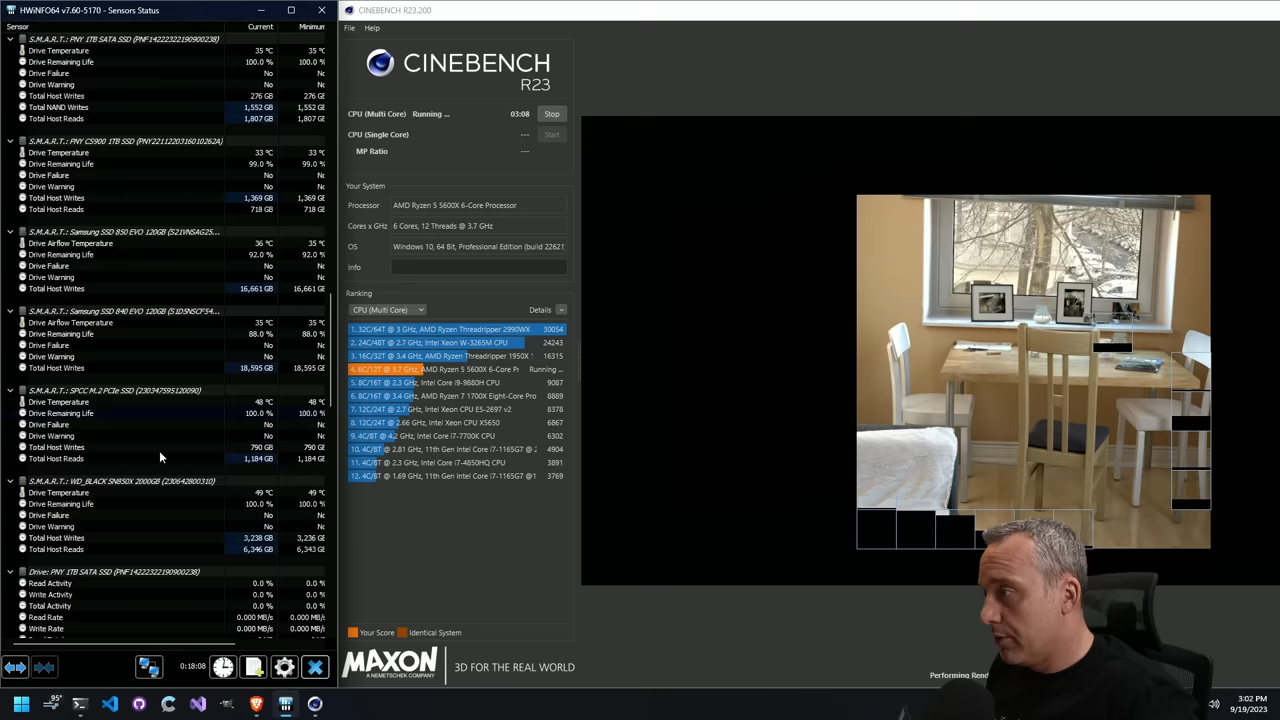 HWiNFO64 v7.60-5170 - Sensors Status
Sensor Current Minimum
S.M.A.R.T.: PNY 1TB SATA SSD (PNF14222322190900238)
Drive Temperature 35 °C 35 °C
Drive Remaining Life 100.0 % 100.0 %
Drive Failure No No
Drive Warning No No
Total Host Writes 276 GB 276 GB
Total NAND Writes 1,552 GB 1,552 GB
Total Host Reads 1,807 GB 1,807 GB
S.M.A.R.T.: PNY CS900 1TB SSD (PNY2211220316010262A)
Drive Temperature 33 °C 33 °C
Drive Remaining Life 99.0 % 99.0 %
Drive Failure No No
Drive Warning No No
Total Host Writes 1,369 GB 1,369 GB
Total Host Reads 718 GB 718 GB
S.M.A.R.T.: Samsung SSD 850 EVO 120GB (S21WNSAG25...
Drive Airflow Temperature 36 °C 36 °C
Drive Remaining Life 92.0 % 92.0 %
Drive Failure No No
Drive Warning No No
Total Host Writes 16,661 GB 16,661 GB
S.M.A.R.T.: Samsung SSD 840 EVO 120GB (S1D5NSCF54...
Drive Airflow Temperature 35 °C 35 °C
Drive Remaining Life 88.0 % 88.0 %
Drive Failure No No
Drive Warning No No
Total Host Writes 18,595 GB 18,595 GB
S.M.A.R.T.: SPCC M.2 PCIe SSD (220747595120090)
Drive Temperature 48 °C 48 °C
Drive Remaining Life 100.0 % 100.0 %
Drive Failure No No
Drive Warning No No
Total Host Writes 790 GB 790 GB
Total Host Reads 1,184 GB 1,184 GB
S.M.A.R.T.: WD_BLACK SN850X 2000GB (230642800310)
Drive Temperature 49 °C 49 °C
Drive Remaining Life 100.0 % 100.0 %
Drive Failure No No
Drive Warning No No
Total Host Writes 3,238 GB 3,236 GB
Total Host Reads 6,346 GB 6,343 GB
Drive: PNY 1TB SATA SSD (PNF14222322190900238)
Read Activity 0.0 % 0.0 %
Write Activity 0.0 % 0.0 %
Total Activity 0.0 % 0.0 %
Read Rate 0.000 MB/s 0.000 MB/s
Write Rate 0.000 MB/s 0.000 MB/s
0:18:08
CINEBENCH R23.200
File Help
CINEBENCH
R23
CPU (Multi Core) Running ... 03:08 Stop
CPU (Single Core) --- Start
MP Ratio ---
Your System
Processor AMD Ryzen 5 5600X 6-Core Processor
Cores x GHz 6 Cores, 12 Threads @ 3.7 GHz
OS Windows 10, 64 Bit, Professional Edition (build 22621)
Info
Ranking
CPU (Multi Core) Details
1. 32C/64T @ 3 GHz, AMD Ryzen Threadripper 2990WX 30054
2. 24C/48T @ 2.7 GHz, Intel Xeon W-3265M CPU 24243
3. 16C/32T @ 3.4 GHz, AMD Ryzen Threadripper 1950X 16315
4. 6C/12T @ 3.7 GHz, AMD Ryzen 5 5600X 6-Core Pr Running ...
5. 8C/16T @ 2.3 GHz, Intel Core i9-9880H CPU 9087
6. 8C/16T @ 3.4 GHz, AMD Ryzen 7 1700X Eight-Core Pro 8889
7. 12C/24T @ 2.7 GHz, Intel Xeon CPU E5-2697 v2 8378
8. 12C/24T @ 2.66 GHz, Intel Xeon CPU X5650 6867
9. 4C/8T @ 4.2 GHz, Intel Core i7-7700K CPU 6302
10. 4C/8T @ 2.81 GHz, 11th Gen Intel Core i7-1165G7 @ 4904
11. 4C/8T @ 2.3 GHz, Intel Core i7-4850HQ CPU 3891
12. 4C/8T @ 1.69 GHz, 11th Gen Intel Core i7-1165G7 @1 3769
Your Score Identical System
MAXON
A NEMETSCHEK COMPANY
3D FOR THE REAL WORLD
Performing Rend
95°
3:02 PM
9/19/2023